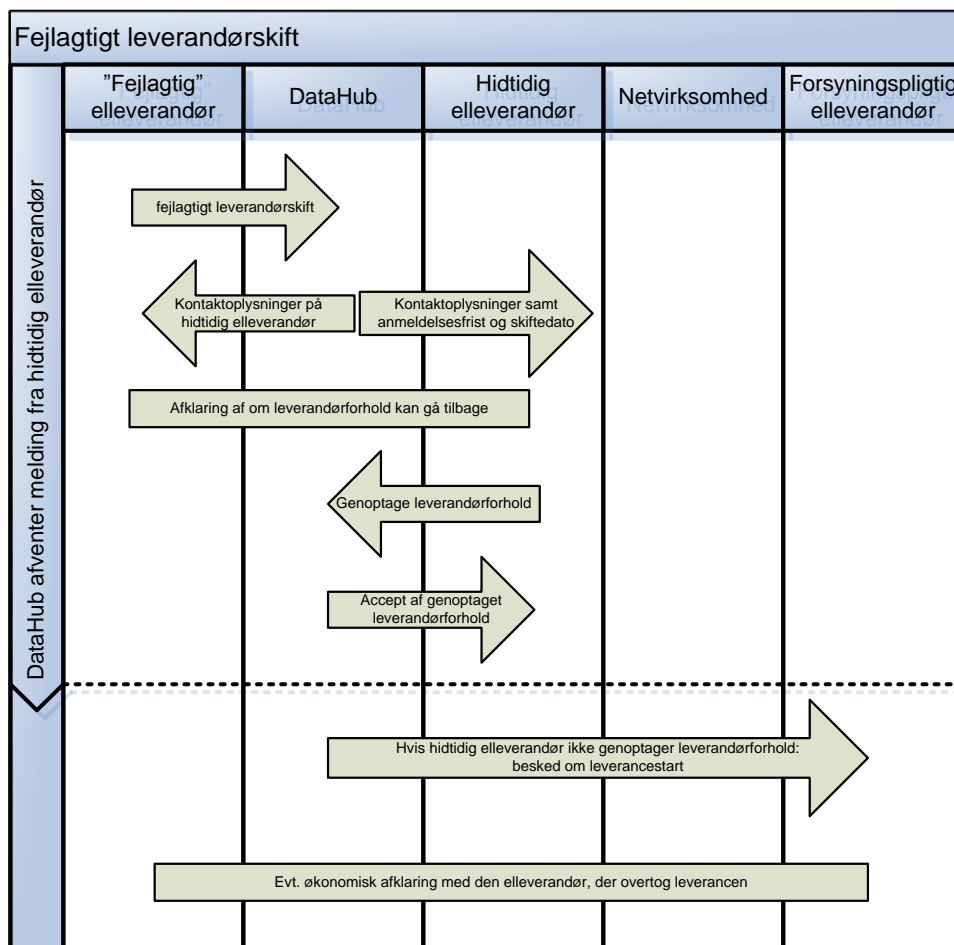 Fejlagtigt leverandørskift
”Fejlagtig”
elleverandør
DataHub
Hidtidig
elleverandør
Netvirksomhed
Forsyningspligtig
elleverandør
DataHub afventer melding fra hidtidig elleverandør
fejlagtigt leverandørskift
Kontaktoplysninger på
hidtidig elleverandør
Kontaktoplysninger samt
anmeldelsesfrist og skiftedato
Afklaring af om leverandørforhold kan gå tilbage
Genoptage leverandørforhold
Accept af genoptaget
leverandørforhold
Hvis hidtidig elleverandør ikke genoptager leverandørforhold:
besked om leverancestart
Evt. økonomisk afklaring med den elleverandør, der overtog leverancen